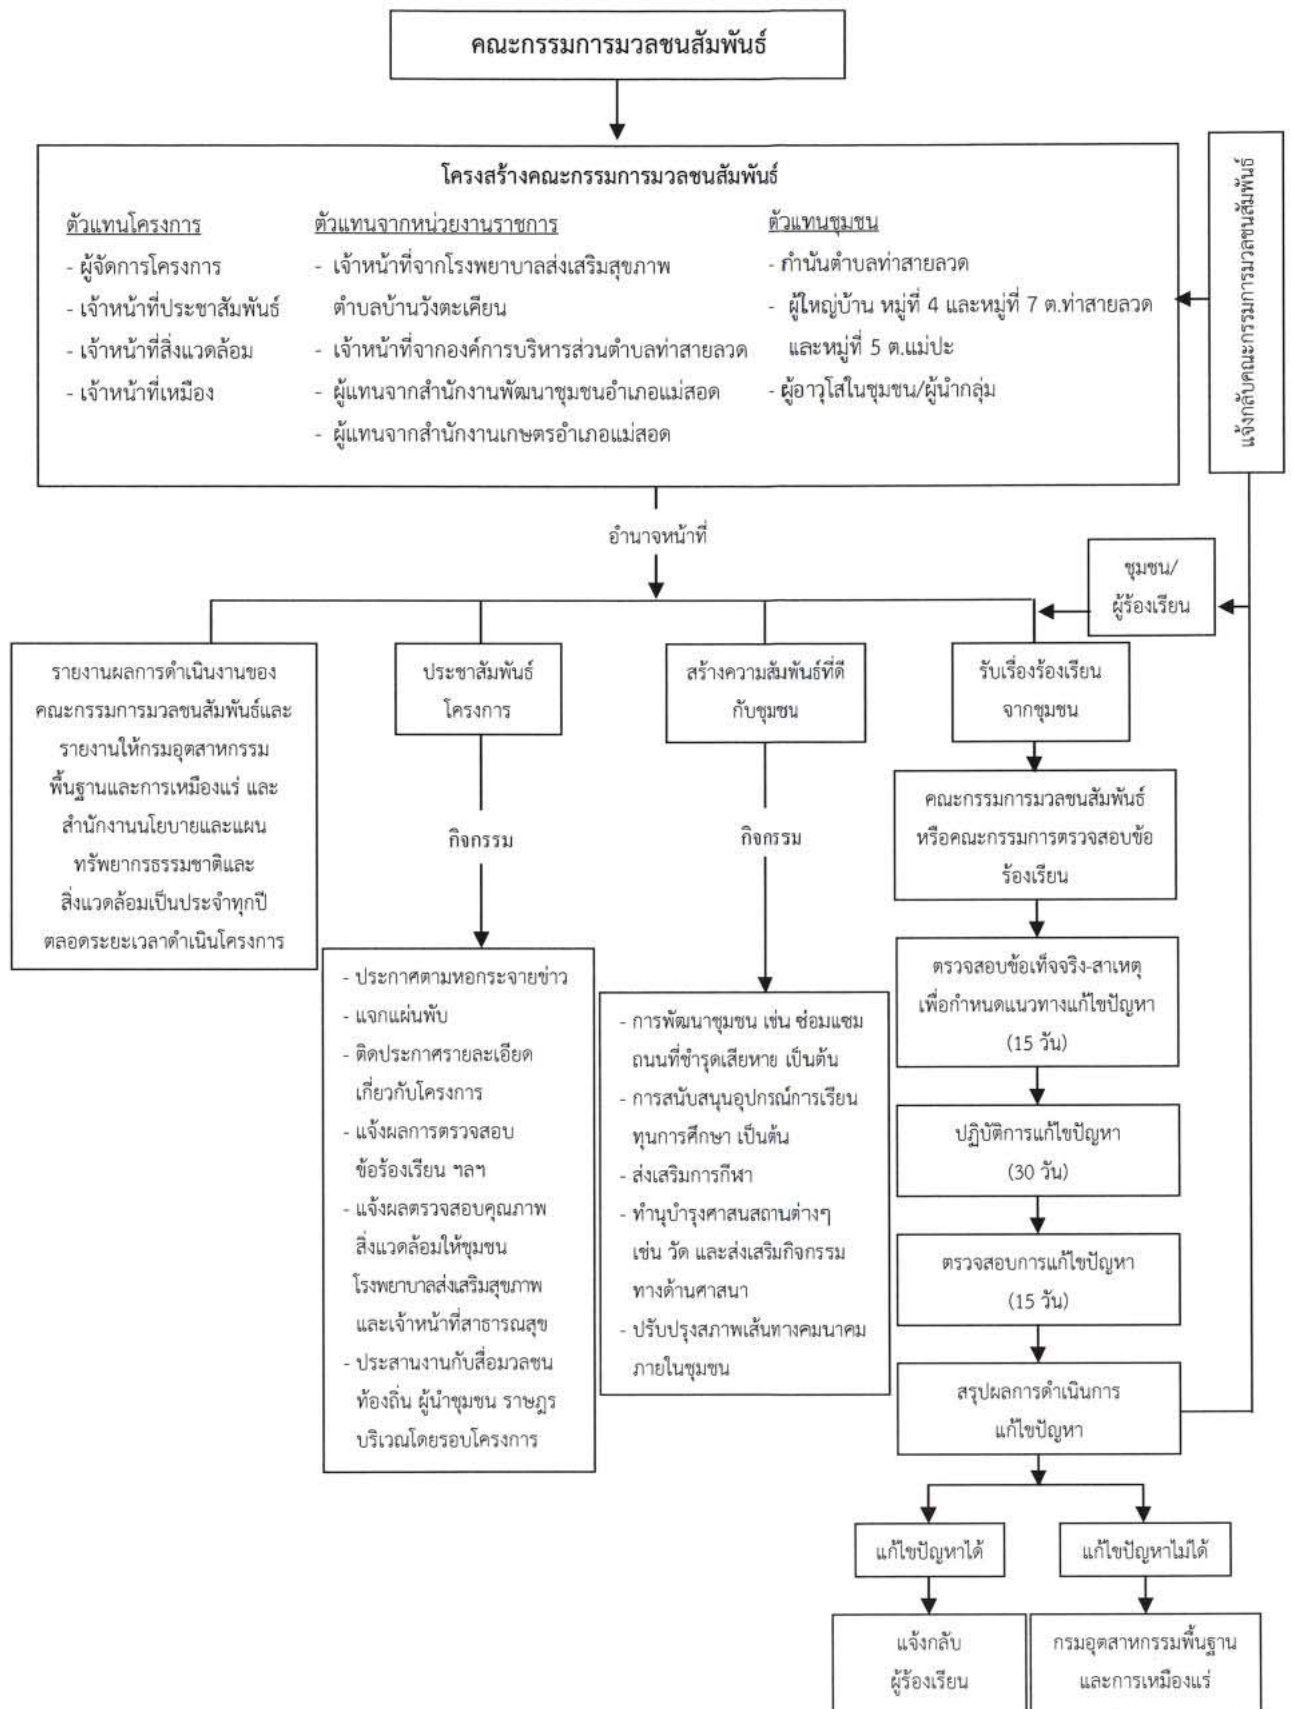 คณะกรรมการมวลชนสัมพันธ์
โครงสร้างคณะกรรมการมวลชนสัมพันธ์
ตัวแทนโครงการ
- ผู้จัดการโครงการ
- เจ้าหน้าที่ประชาสัมพันธ์
- เจ้าหน้าที่สิ่งแวดล้อม
- เจ้าหน้าที่เหมือง
ตัวแทนจากหน่วยงานราชการ
- เจ้าหน้าที่จากโรงพยาบาลส่งเสริมสุขภาพ
ตำบลบ้านวังตะเคียน
- เจ้าหน้าที่จากองค์การบริหารส่วนตำบลท่าสายลวด
- ผู้แทนจากสำนักงานพัฒนาชุมชนอำเภอแม่สอด
- ผู้แทนจากสำนักงานเกษตรอำเภอแม่สอด
ตัวแทนชุมชน
- กำนันตำบลท่าสายลวด
- ผู้ใหญ่บ้าน หมู่ที่ 4 และหมู่ที่ 7 ต.ท่าสายลวด
และหมู่ที่ 5 ต.แม่ปะ
- ผู้อาวุโสในชุมชน/ผู้นำกลุ่ม
แจ้งกลับคณะกรรมการมวลชนสัมพันธ์
อำนาจหน้าที่
ชุมชน/
ผู้ร้องเรียน
รายงานผลการดำเนินงานของ
คณะกรรมการมวลชนสัมพันธ์และ
รายงานให้กรมอุตสาหกรรม
พื้นฐานและการเหมืองแร่ และ
สำนักงานนโยบายและแผน
ทรัพยากรธรรมชาติและ
สิ่งแวดล้อมเป็นประจำทุกปี
ตลอดระยะเวลาดำเนินโครงการ
ประชาสัมพันธ์
โครงการ
กิจกรรม
- ประกาศตามหอกระจายข่าว
- แจกแผ่นพับ
- ติดประกาศรายละเอียด
เกี่ยวกับโครงการ
- แจ้งผลการตรวจสอบ
ข้อร้องเรียน ฯลฯ
- แจ้งผลตรวจสอบคุณภาพ
สิ่งแวดล้อมให้ชุมชน
โรงพยาบาลส่งเสริมสุขภาพ
และเจ้าหน้าที่สาธารณสุข
- ประสานงานกับสื่อมวลชน
ท้องถิ่น ผู้นำชุมชน ราษฎร
บริเวณโดยรอบโครงการ
สร้างความสัมพันธ์ที่ดี
กับชุมชน
กิจกรรม
- การพัฒนาชุมชน เช่น ซ่อมแซม
ถนนที่ชำรุดเสียหาย เป็นต้น
- การสนับสนุนอุปกรณ์การเรียน
ทุนการศึกษา เป็นต้น
- ส่งเสริมการกีฬา
- ทำนุบำรุงศาสนสถานต่างๆ
เช่น วัด และส่งเสริมกิจกรรม
ทางด้านศาสนา
- ปรับปรุงสภาพเส้นทางคมนาคม
ภายในชุมชน
รับเรื่องร้องเรียน
จากชุมชน
คณะกรรมการมวลชนสัมพันธ์
หรือคณะกรรมการตรวจสอบข้อ
ร้องเรียน
ตรวจสอบข้อเท็จจริง-สาเหตุ
เพื่อกำหนดแนวทางแก้ไขปัญหา
(15 วัน)
ปฏิบัติการแก้ไขปัญหา
(30 วัน)
ตรวจสอบการแก้ไขปัญหา
(15 วัน)
สรุปผลการดำเนินการ
แก้ไขปัญหา
แก้ไขปัญหาได้
แก้ไขปัญหาไม่ได้
แจ้งกลับ
ผู้ร้องเรียน
กรมอุตสาหกรรมพื้นฐาน
และการเหมืองแร่